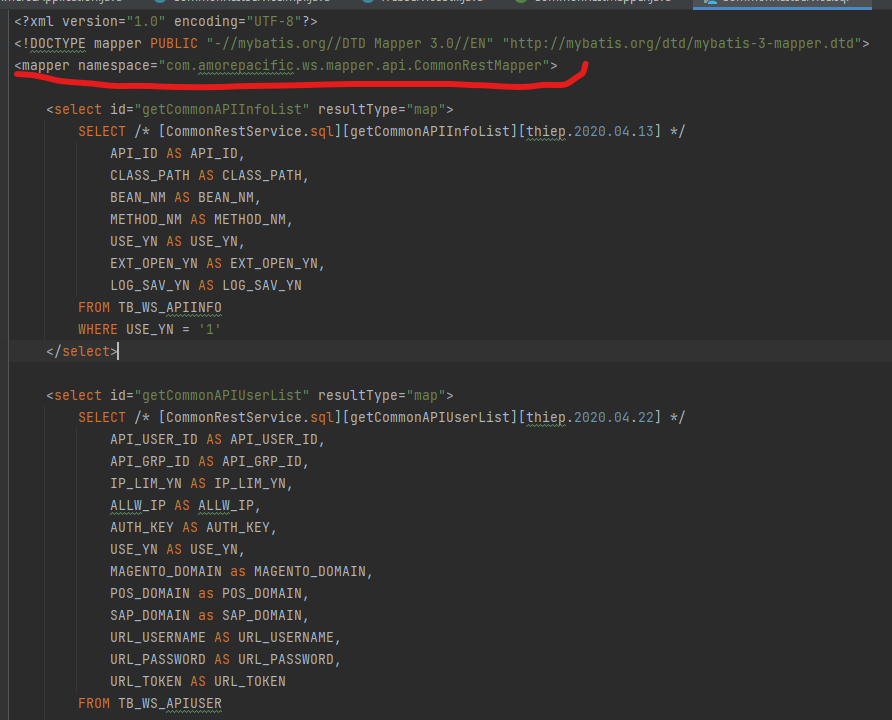 <?xml version="1.0" encoding="UTF-8"?>
<!DOCTYPE mapper PUBLIC "-//mybatis.org//DTD Mapper 3.0//EN" "http://mybatis.org/dtd/mybatis-3-mapper.dtd">
<mapper namespace="com.amorepacific.ws.mapper.api.CommonRestMapper">
<select id="getCommonAPIInfoList" resultType="map">
SELECT /* [CommonRestService.sql][getCommonAPIInfoList][thiep.2020.04.13] */
API_ID AS API_ID,
CLASS_PATH AS CLASS_PATH,
BEAN_NM AS BEAN_NM,
METHOD_NM AS METHOD_NM,
USE_YN AS USE_YN,
EXT_OPEN_YN AS EXT_OPEN_YN,
LOG_SAV_YN AS LOG_SAV_YN
FROM TB_WS_APIINFO
WHERE USE_YN = '1'
</select>
<select id="getCommonAPIUserList" resultType="map">
SELECT /* [CommonRestService.sql][getCommonAPIUserList][thiep.2020.04.22] */
API_USER_ID AS API_USER_ID,
API_GRP_ID AS API_GRP_ID,
IP_LIM_YN AS IP_LIM_YN,
ALLW_IP AS ALLW_IP,
AUTH_KEY AS AUTH_KEY,
USE_YN AS USE_YN,
MAGENTO_DOMAIN as MAGENTO_DOMAIN,
POS_DOMAIN as POS_DOMAIN,
SAP_DOMAIN as SAP_DOMAIN,
URL_USERNAME AS URL_USERNAME,
URL_PASSWORD AS URL_PASSWORD,
URL_TOKEN AS URL_TOKEN
FROM TB_WS_APIUSER